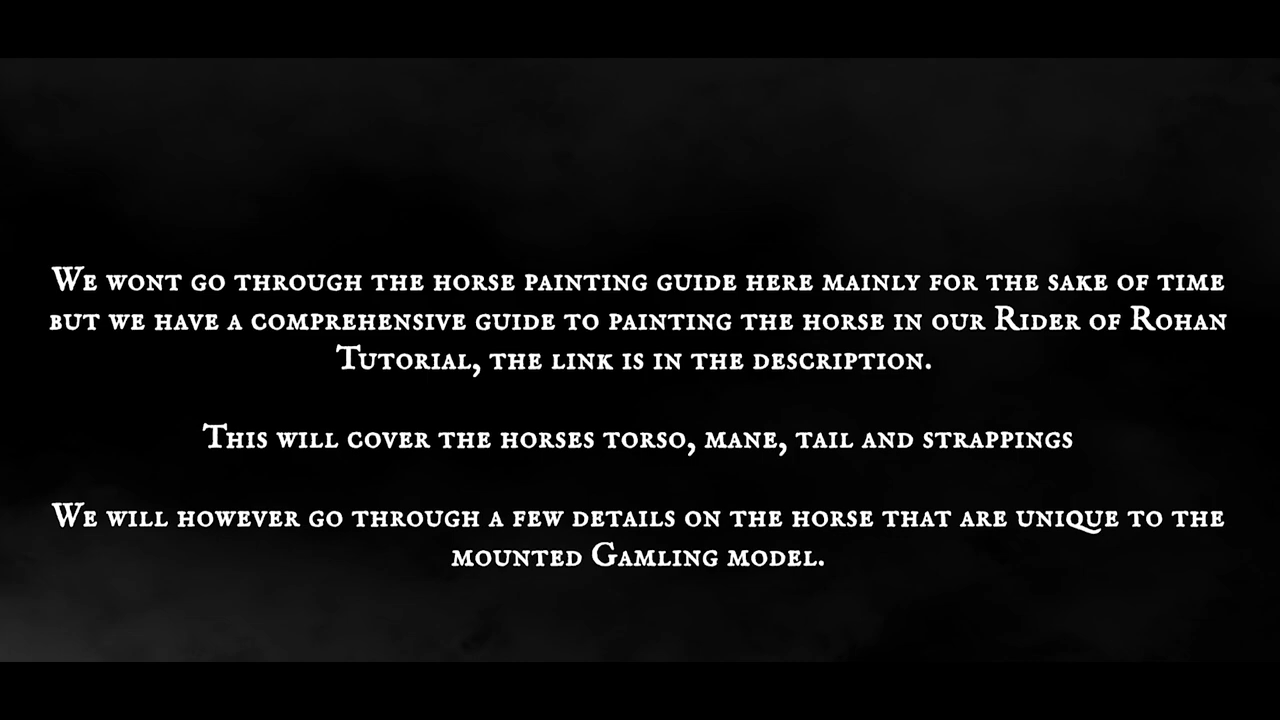 We wont go through the horse painting guide here mainly for the sake of time
but we have a comprehensive guide to painting the horse in our Rider of Rohan
Tutorial, the link is in the description.
This will cover the horses torso, mane, tail and strappings
We will however go through a few details on the horse that are unique to the
mounted Gamling model.